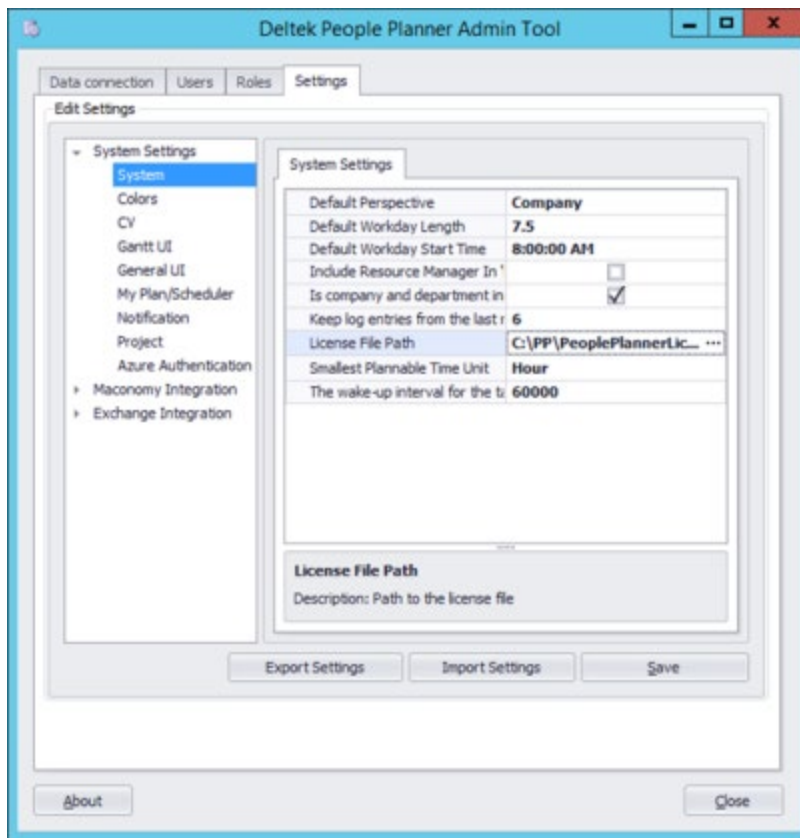 Deltek People Planner Admin Tool
Data connection Users Roles Settings
Edit Settings
System Settings
System
Colors
CV
Gantt UI
General UI
My Plan/Scheduler
Notification
Project
Azure Authentication
Maconomy Integration
Exchange Integration
System Settings
Default Perspective Company
Default Workday Length 7.5
Default Workday Start Time 8:00:00 AM
Include Resource Manager In
Is company and department in
Keep log entries from the last 6
License File Path C:\PP\PeoplePlannerLic... ...
Smallest Plannable Time Unit Hour
The wake-up interval for the 60000
License File Path
Description: Path to the license file
Export Settings Import Settings Save
About Close